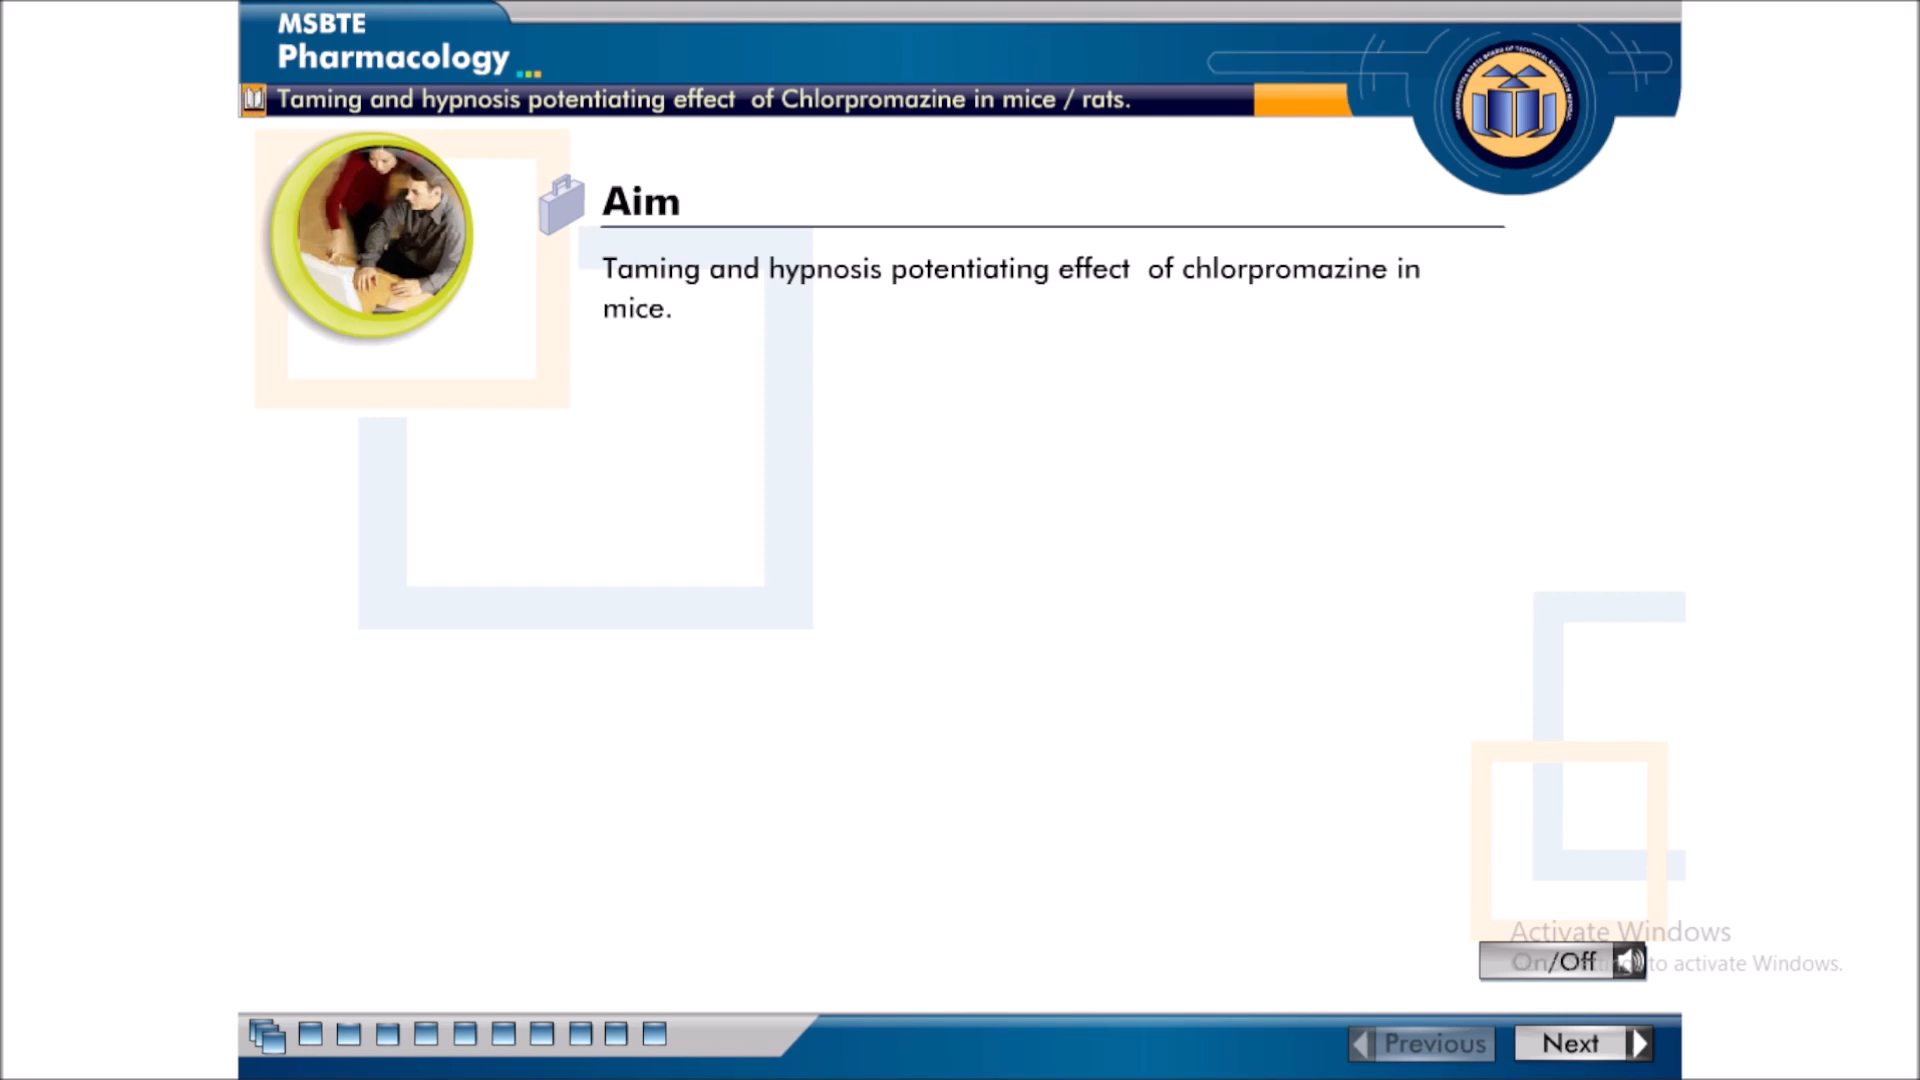 MSBTE
Pharmacology
Taming and hypnosis potentiating effect of Chlorpromazine in mice / rats.
Aim
Taming and hypnosis potentiating effect of chlorpromazine in
mice.
Activate Windows
On/Off
to activate Windows.
Previous
Next